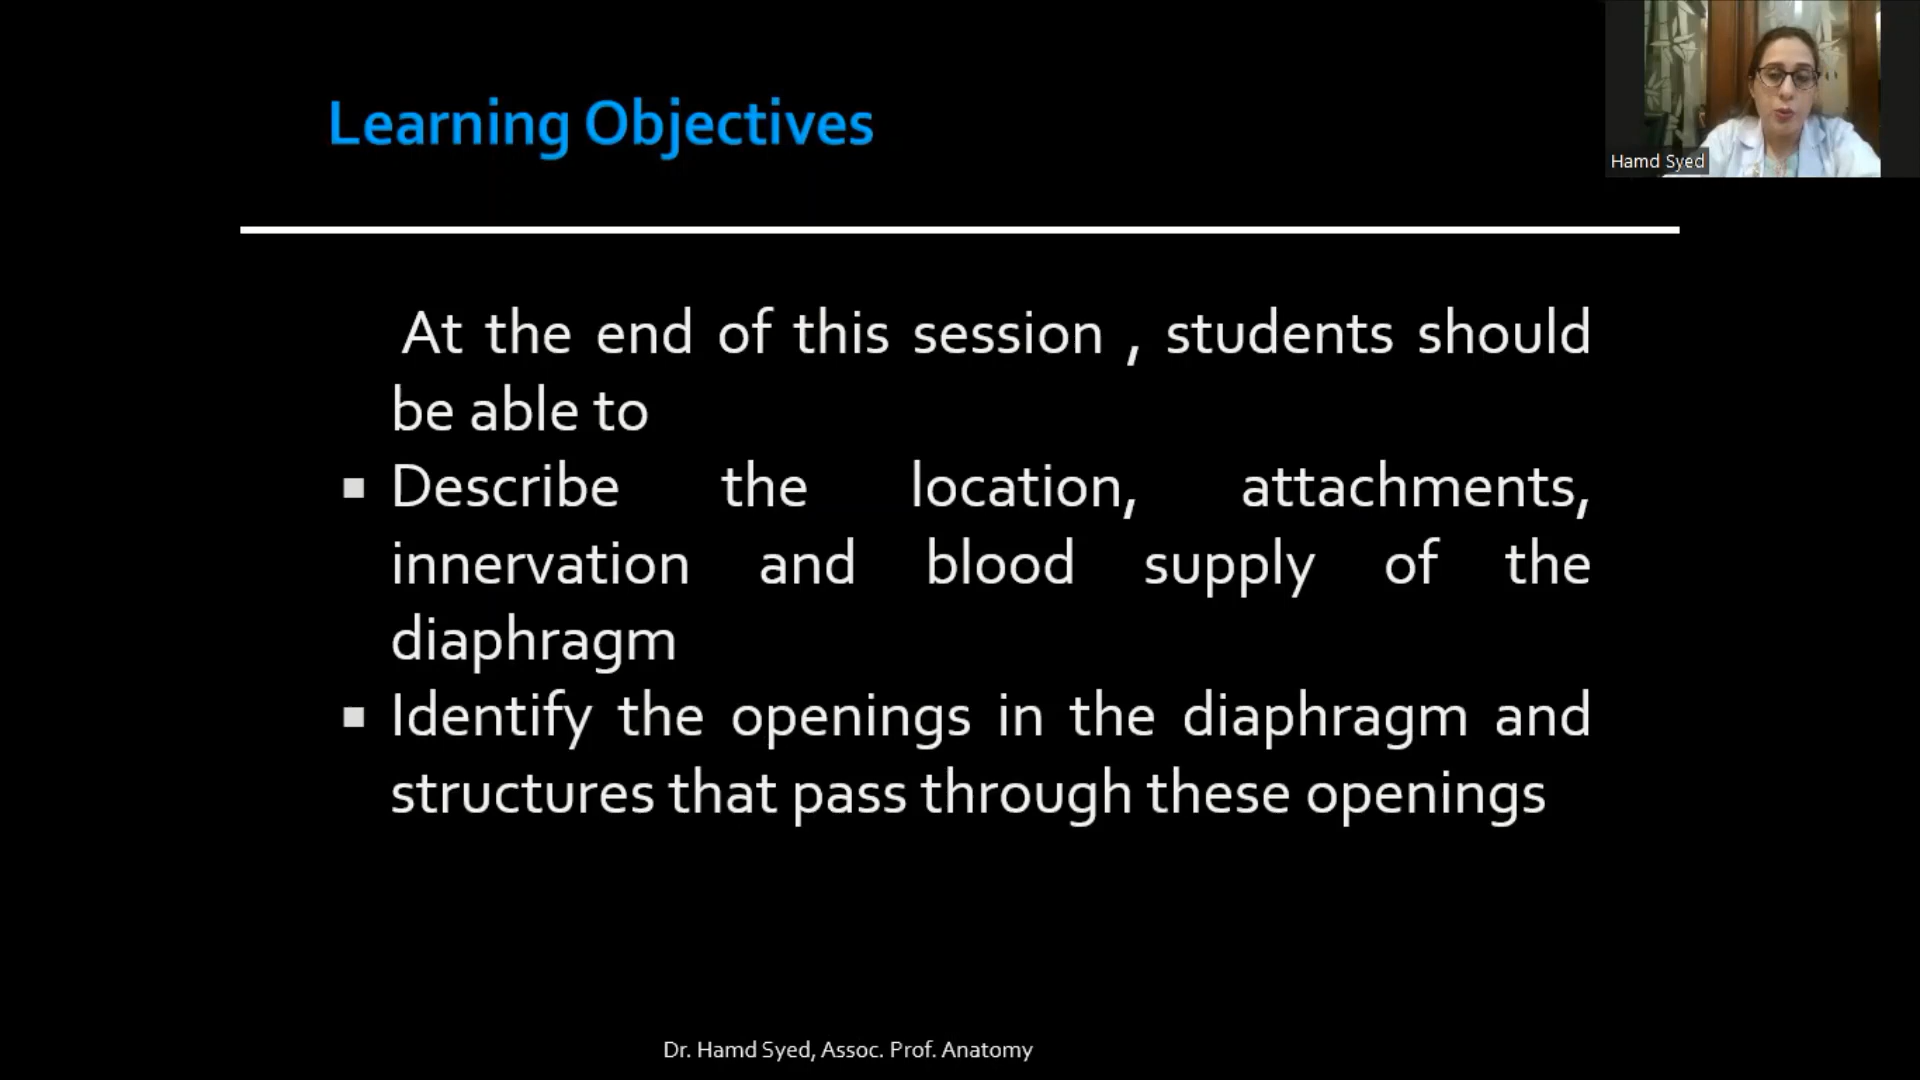 Learning Objectives
Hamd Syed
At the end of this session , students should
be able to
Describe the location, attachments,
innervation and blood supply of the
diaphragm
Identify the openings in the diaphragm and
structures that pass through these openings
Dr. Hamd Syed, Assoc. Prof. Anatomy